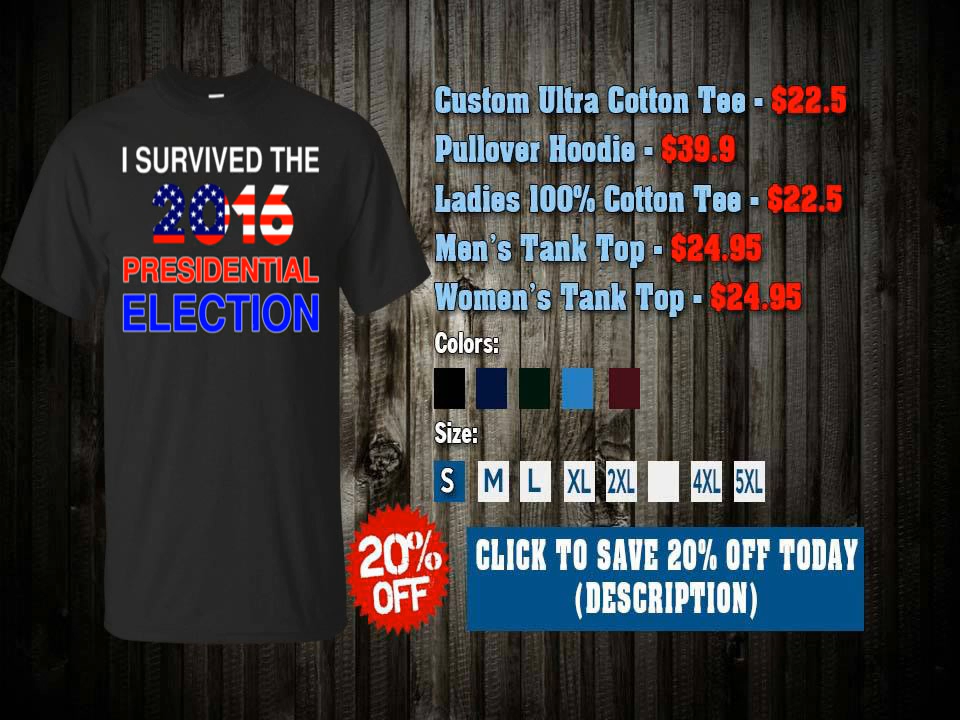 I SURVIVED THE
2016
PRESIDENTIAL
ELECTION
Custom Ultra Cotton Tee - $22.5
Pullover Hoodie - $39.9
Ladies 100% Cotton Tee - $22.5
Men's Tank Top - $24.95
Women's Tank Top - $24.95
Colors:
Size:
S M L XL 2XL 4XL 5XL
20%
OFF
CLICK TO SAVE 20% OFF TODAY
(DESCRIPTION)